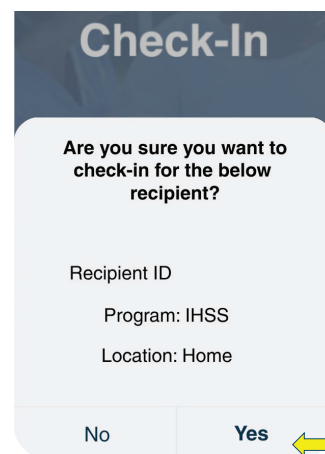 Check-In
Are you sure you want to
check-in for the below
recipient?
Recipient ID
Program: IHSS
Location: Home
No
Yes